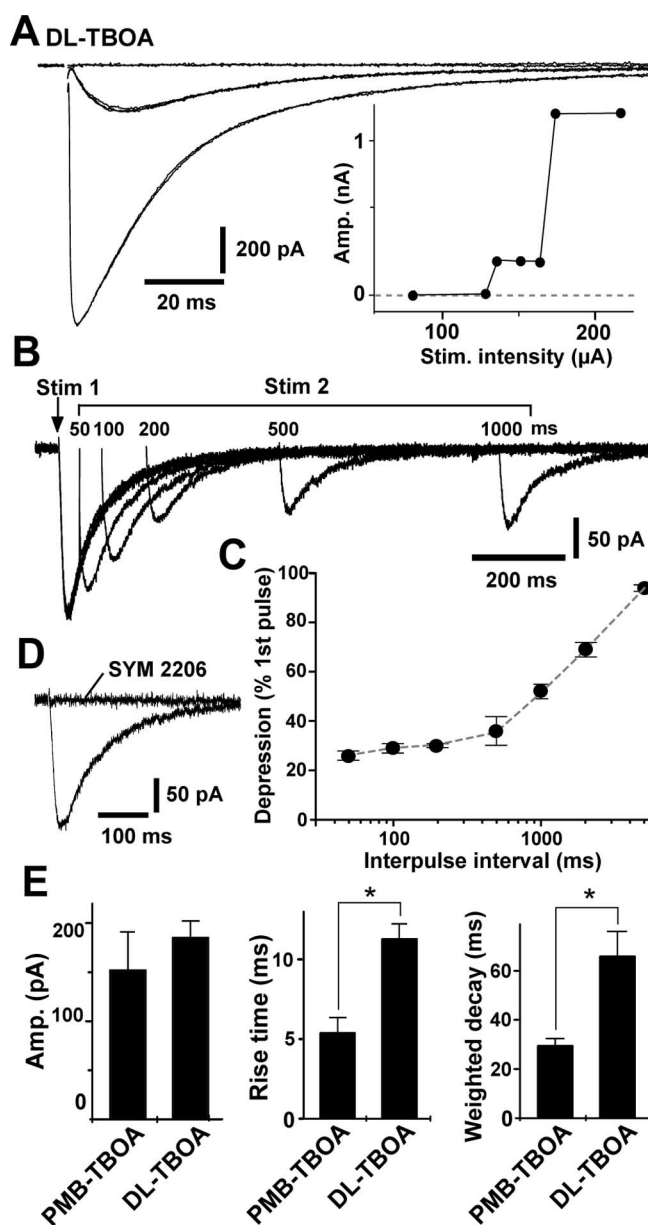 A DL-TBOA
200 pA
20 ms
Amp. (nA)
1
0
100 200
Stim. intensity (µA)
B
Stim 1 Stim 2
50 100 200 500 1000 ms
50 pA
200 ms
C
Depression (% 1st pulse)
100
80
60
40
20
0
100 1000
Interpulse interval (ms)
D
SYM 2206
50 pA
100 ms
E
Amp. (pA)
200
100
0
PMB-TBOA
DL-TBOA
Rise time (ms)
10
5
0
*
PMB-TBOA
DL-TBOA
Weighted decay (ms)
60
40
20
0
*
PMB-TBOA
DL-TBOA